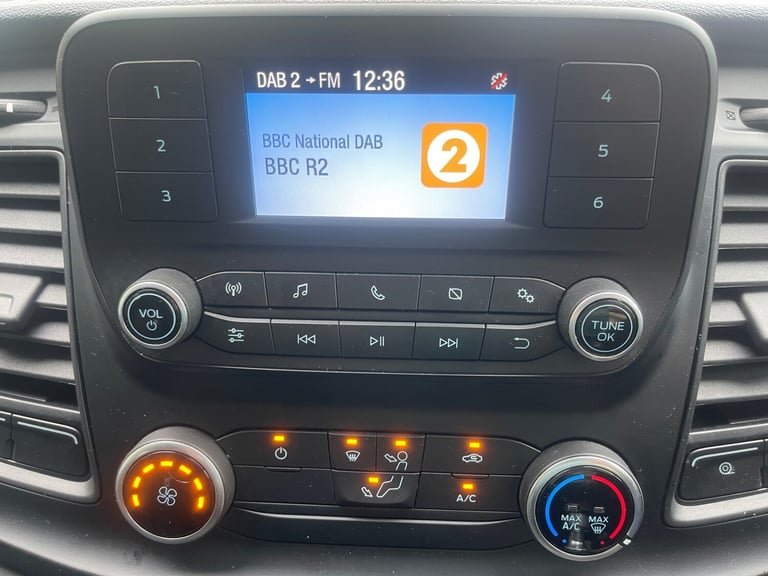 DAB 2 → FM 12:36
BBC National DAB
BBC R2
2
1
2
3
4
5
6
VOL
TUNE
OK
A/C
MAX
A/C
MAX